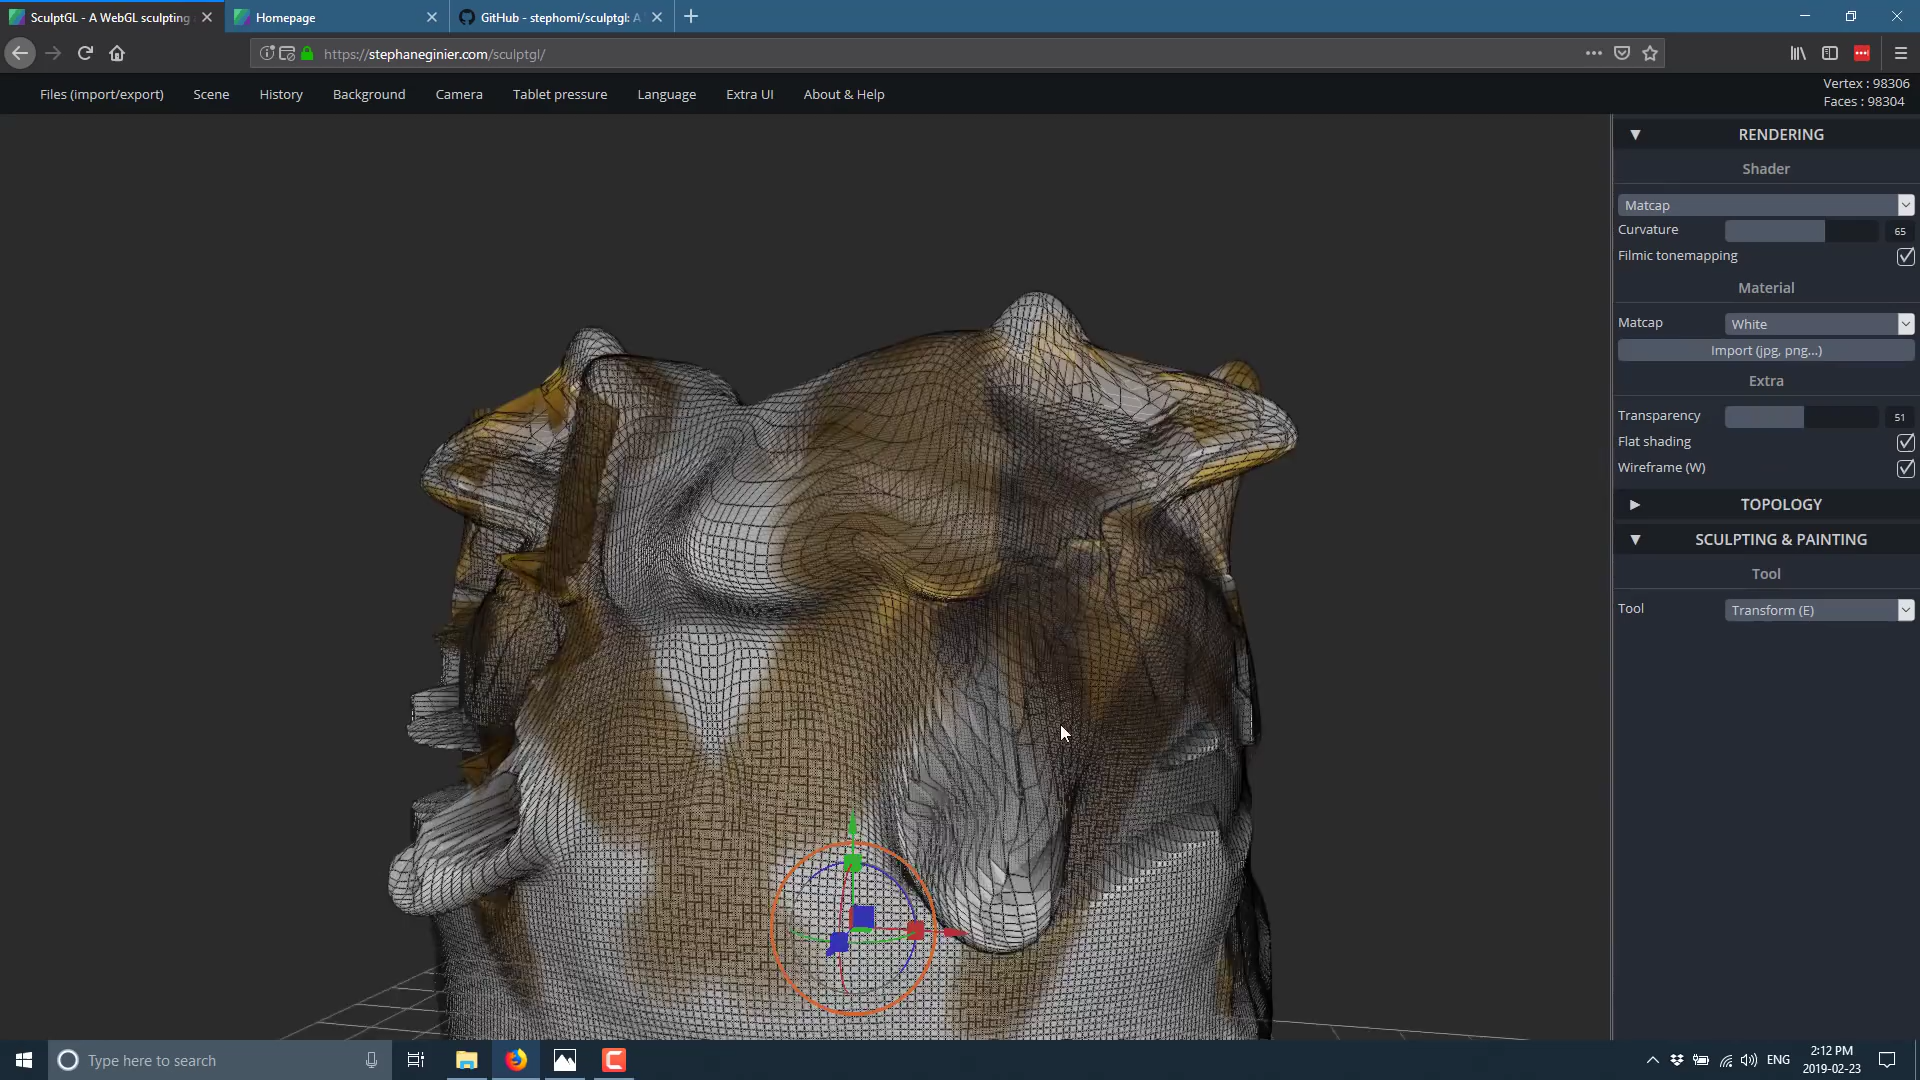 SculptGL - A WebGL sculpting
Homepage
GitHub - stephomi/sculptgl: A
https://stephaneginier.com/sculptgl/
Files (import/export) Scene History Background Camera Tablet pressure Language Extra UI About & Help
Vertex : 98306
Faces : 98304
RENDERING
Shader
Matcap
Curvature 65
Filmic tonemapping
Material
Matcap White
Import (jpg, png...)
Extra
Transparency 51
Flat shading
Wireframe (W)
TOPOLOGY
SCULPTING & PAINTING
Tool
Tool Transform (E)
Type here to search
ENG
2:12 PM
2019-02-23